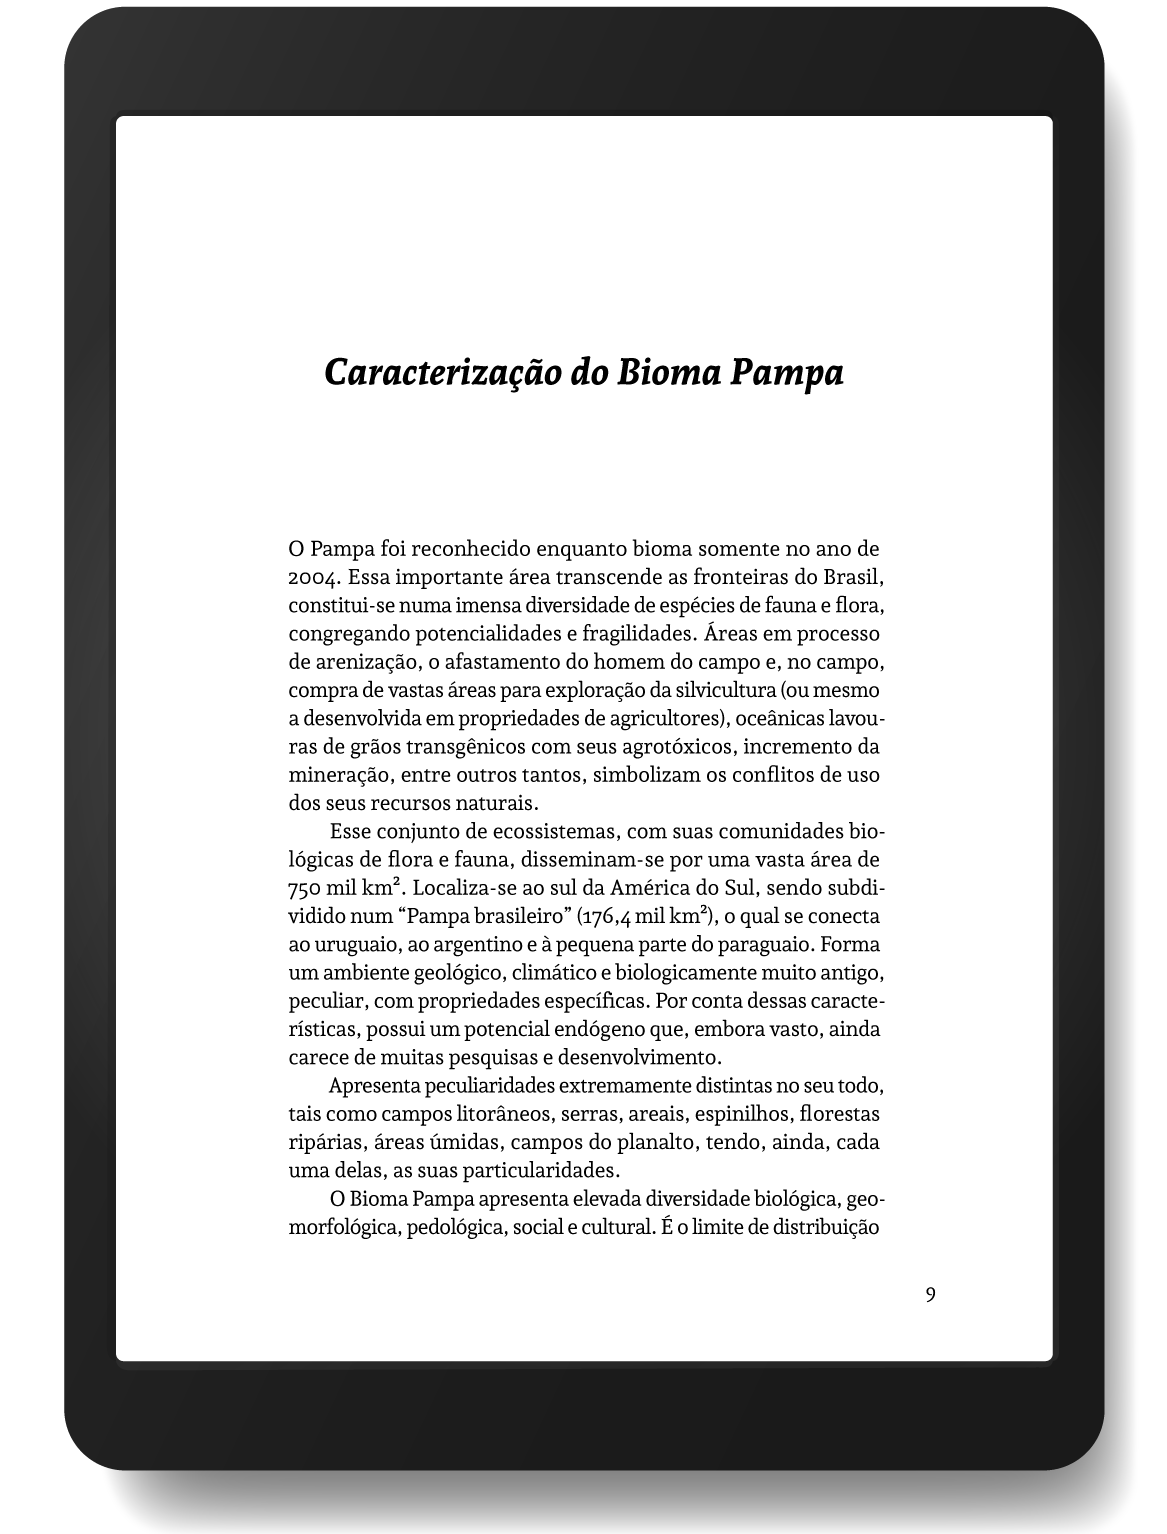 Caracterização do Bioma Pampa
O Pampa foi reconhecido enquanto bioma somente no ano de
2004. Essa importante área transcende as fronteiras do Brasil,
constitui-se numa imensa diversidade de espécies de fauna e flora,
congregando potencialidades e fragilidades. Áreas em processo
de arenização, o afastamento do homem do campo e, no campo,
compra de vastas áreas para exploração da silvicultura (ou mesmo
a desenvolvida em propriedades de agricultores), oceânicas lavou-
ras de grãos transgênicos com seus agrotóxicos, incremento da
mineração, entre outros tantos, simbolizam os conflitos de uso
dos seus recursos naturais.
Esse conjunto de ecossistemas, com suas comunidades bio-
lógicas de flora e fauna, disseminam-se por uma vasta área de
750 mil km². Localiza-se ao sul da América do Sul, sendo subdi-
vidido num “Pampa brasileiro” (176,4 mil km²), o qual se conecta
ao uruguaio, ao argentino e à pequena parte do paraguaio. Forma
um ambiente geológico, climático e biologicamente muito antigo,
peculiar, com propriedades específicas. Por conta dessas caracte-
rísticas, possui um potencial endógeno que, embora vasto, ainda
carece de muitas pesquisas e desenvolvimento.
Apresenta peculiaridades extremamente distintas no seu todo,
tais como campos litorâneos, serras, areais, espinilhos, florestas
ripárias, áreas úmidas, campos do planalto, tendo, ainda, cada
uma delas, as suas particularidades.
O Bioma Pampa apresenta elevada diversidade biológica, geo-
morfológica, pedológica, social e cultural. É o limite de distribuição
9